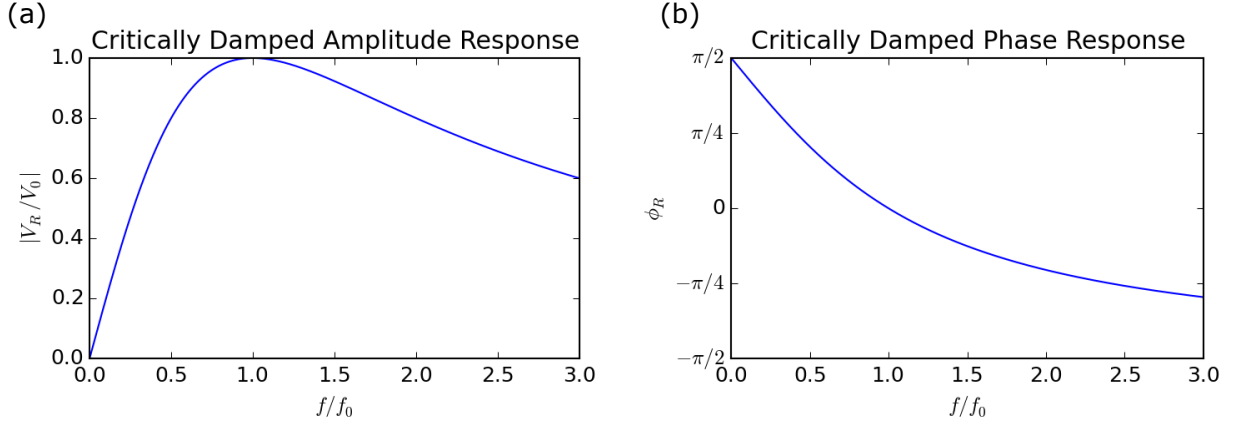 (a)
Critically Damped Amplitude Response
1.0
0.8
0.6
0.4
0.2
0.0
|V_R/V_0|
0.0 0.5 1.0 1.5 2.0 2.5 3.0
f/f_0
(b)
Critically Damped Phase Response
π/2
π/4
0
−π/4
−π/2
ϕ_R
0.0 0.5 1.0 1.5 2.0 2.5 3.0
f/f_0